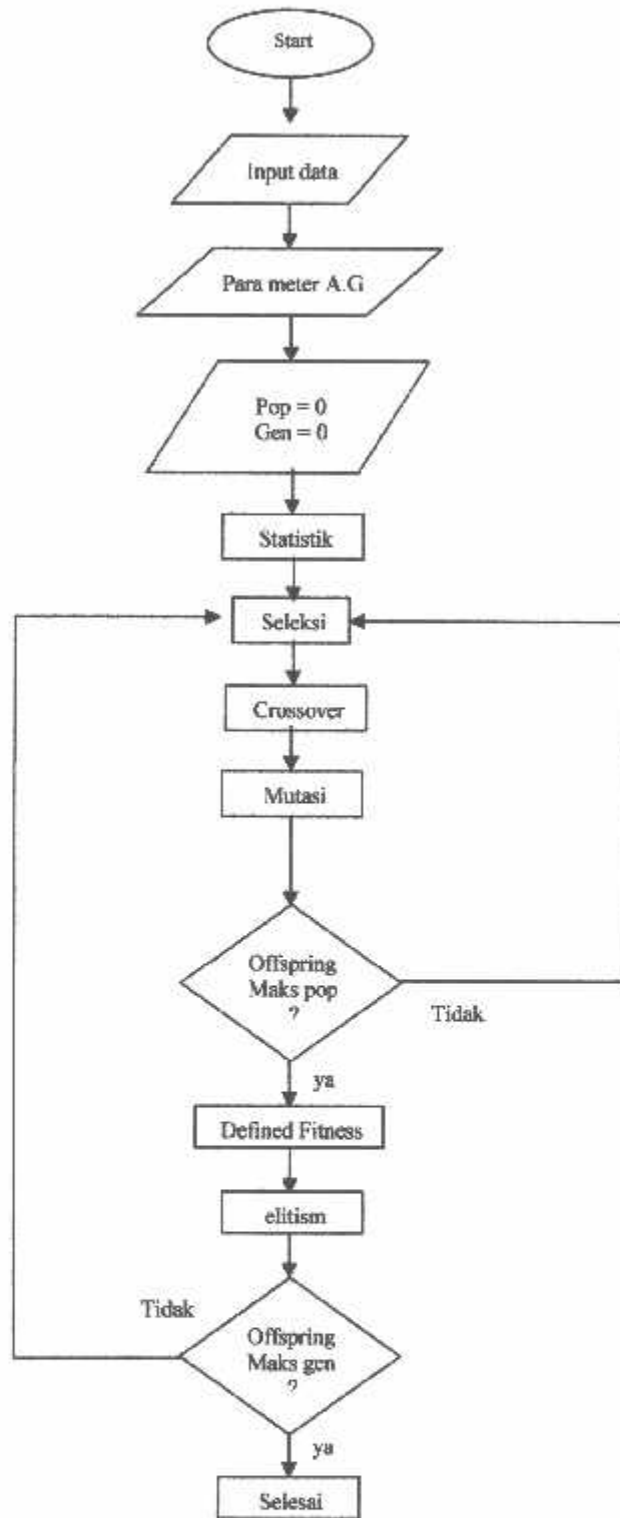 Start
Input data
Para meter A.G
Pop = 0
Gen = 0
Statistik
Seleksi
Crossover
Mutasi
Offspring
Maks pop
?
Tidak
ya
Defined Fitness
elitism
Tidak
Offspring
Maks gen
?
ya
Selesai